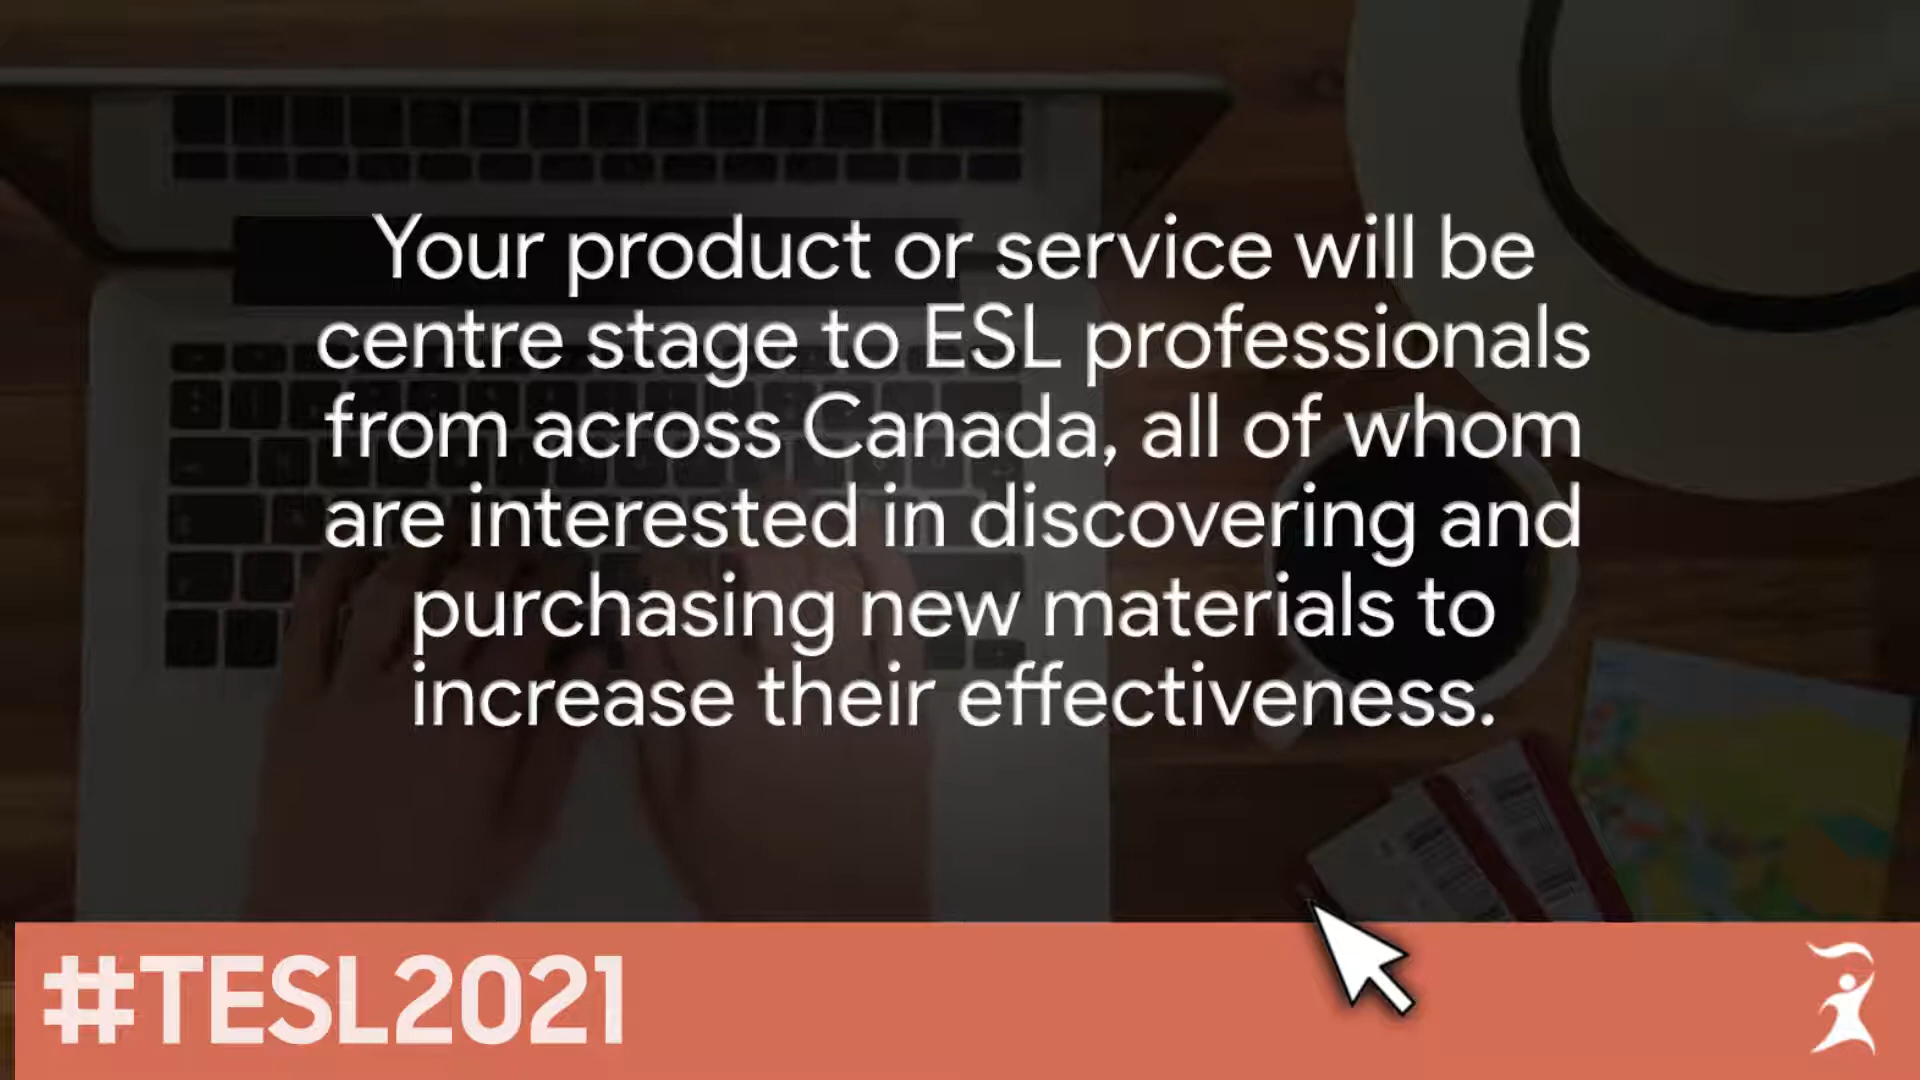 Your product or service will be
centre stage to ESL professionals
from across Canada, all of whom
are interested in discovering and
purchasing new materials to
increase their effectiveness.
#TESL2021